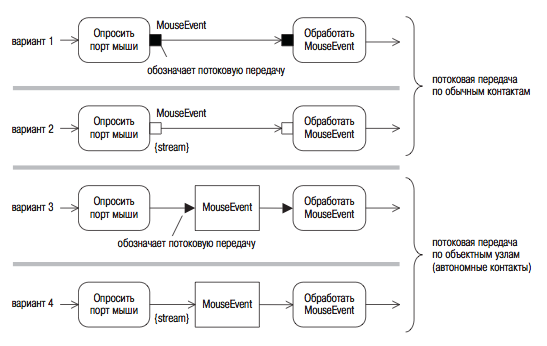 MouseEvent
вариант 1
Опросить
порт мыши
Обработать
MouseEvent
обозначает потоковую передачу
потоковая передача
по обычным контактам
MouseEvent
вариант 2
Опросить
порт мыши
{stream}
Обработать
MouseEvent
вариант 3
Опросить
порт мыши
MouseEvent
Обработать
MouseEvent
обозначает потоковую передачу
потоковая передача
по объектным узлам
(автономные контакты)
вариант 4
Опросить
порт мыши
{stream}
MouseEvent
Обработать
MouseEvent